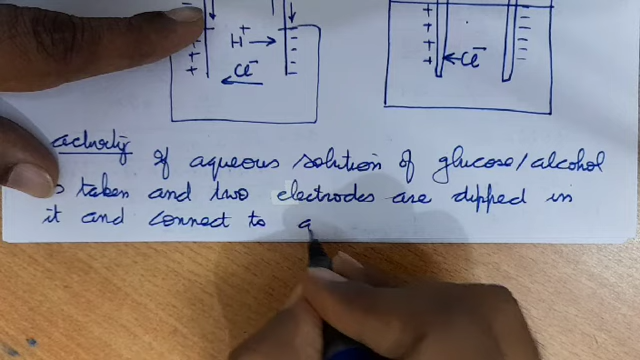 H⁺
Cl⁻
Cl⁻
activity If aqueous solution of glucose/alcohol
taken and two electrodes are dipped in
it and connect to a